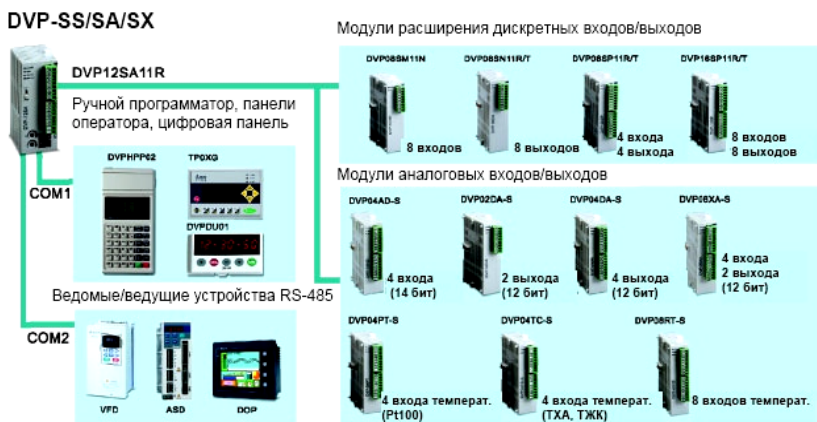 DVP-SS/SA/SX
DVP12SA11R
Ручной программатор, панели
оператора, цифровая панель
COM1
DVPHPP02
TP0XG
DVPDU01
Ведомые/ведущие устройства RS-485
COM2
VFD
ASD
DOP
Модули расширения дискретных входов/выходов
DVP08SM11N
DVP08SN11R/T
DVP08SP11R/T
DVP16SP11R/T
8 входов
8 выходов
4 входа
4 выхода
8 входов
8 выходов
Модули аналоговых входов/выходов
DVP04AD-S
DVP02DA-S
DVP04DA-S
DVP06XA-S
4 входа
(14 бит)
2 выхода
(12 бит)
4 выхода
(12 бит)
4 входа
2 выхода
(12 бит)
DVP04PT-S
DVP04TC-S
DVP08RT-S
4 входа температ.
(Pt100)
4 входа температ.
(ТХА, ТЖК)
8 входов температ.